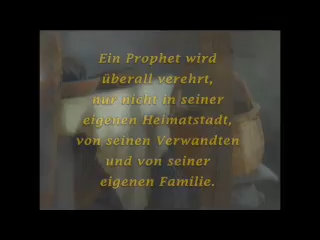 Ein Prophet wird
überall verehrt,
nur nicht in seiner
eigenen Heimatstadt,
von seinen Verwandten
und von seiner
eigenen Familie.